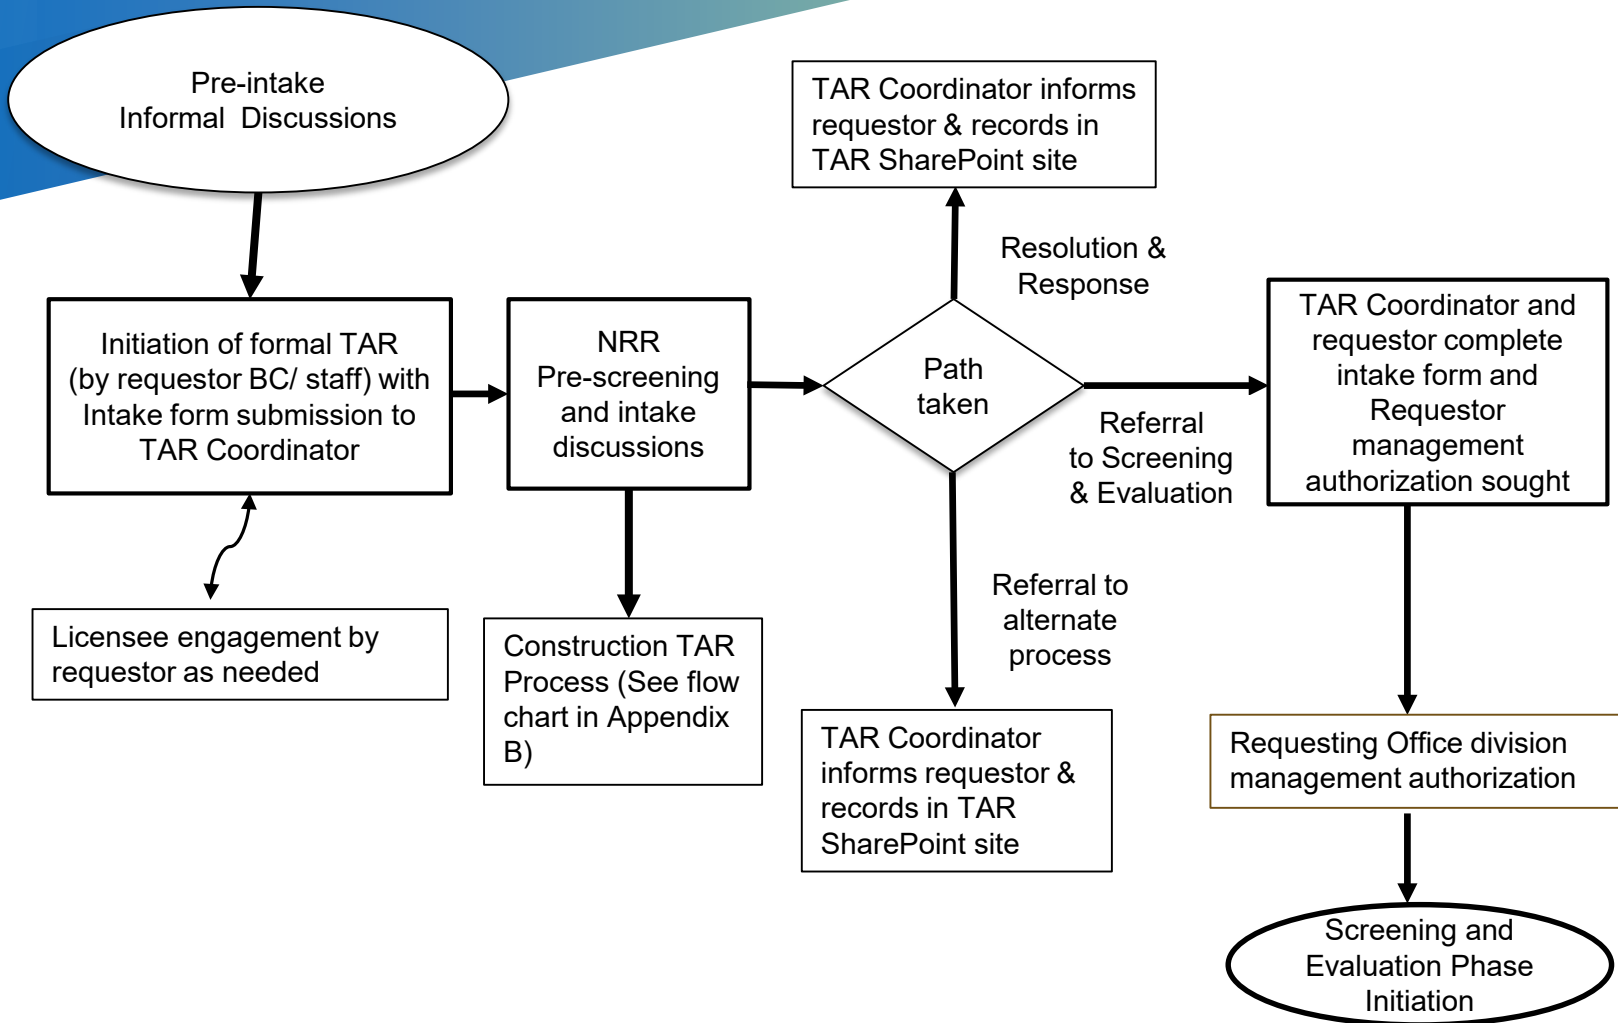 Pre-intake
Informal Discussions
Initiation of formal TAR
(by requestor BC/ staff) with
Intake form submission to
TAR Coordinator
Licensee engagement by
requestor as needed
NRR
Pre-screening
and intake
discussions
Construction TAR
Process (See flow
chart in Appendix
B)
Path
taken
Resolution &
Response
TAR Coordinator informs
requestor & records in
TAR SharePoint site
Referral to
alternate
process
TAR Coordinator
informs requestor &
records in TAR
SharePoint site
Referral
to Screening
& Evaluation
TAR Coordinator and
requestor complete
intake form and
Requestor
management
authorization sought
Requesting Office division
management authorization
Screening and
Evaluation Phase
Initiation